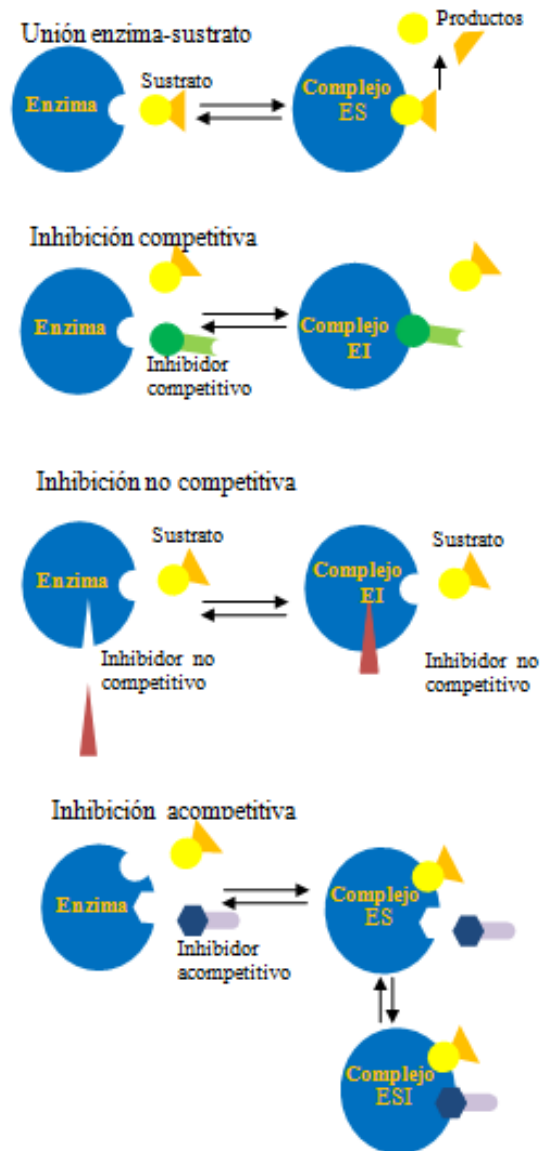 Unión enzima-sustrato
Productos
Enzima
Sustrato
Complejo
ES
Inhibición competitiva
Enzima
Inhibidor
competitivo
Complejo
EI
Inhibición no competitiva
Enzima
Sustrato
Inhibidor no
competitivo
Complejo
EI
Sustrato
Inhibidor no
competitivo
Inhibición acompetitiva
Enzima
Inhibidor
acompetitivo
Complejo
ES
Complejo
ESI